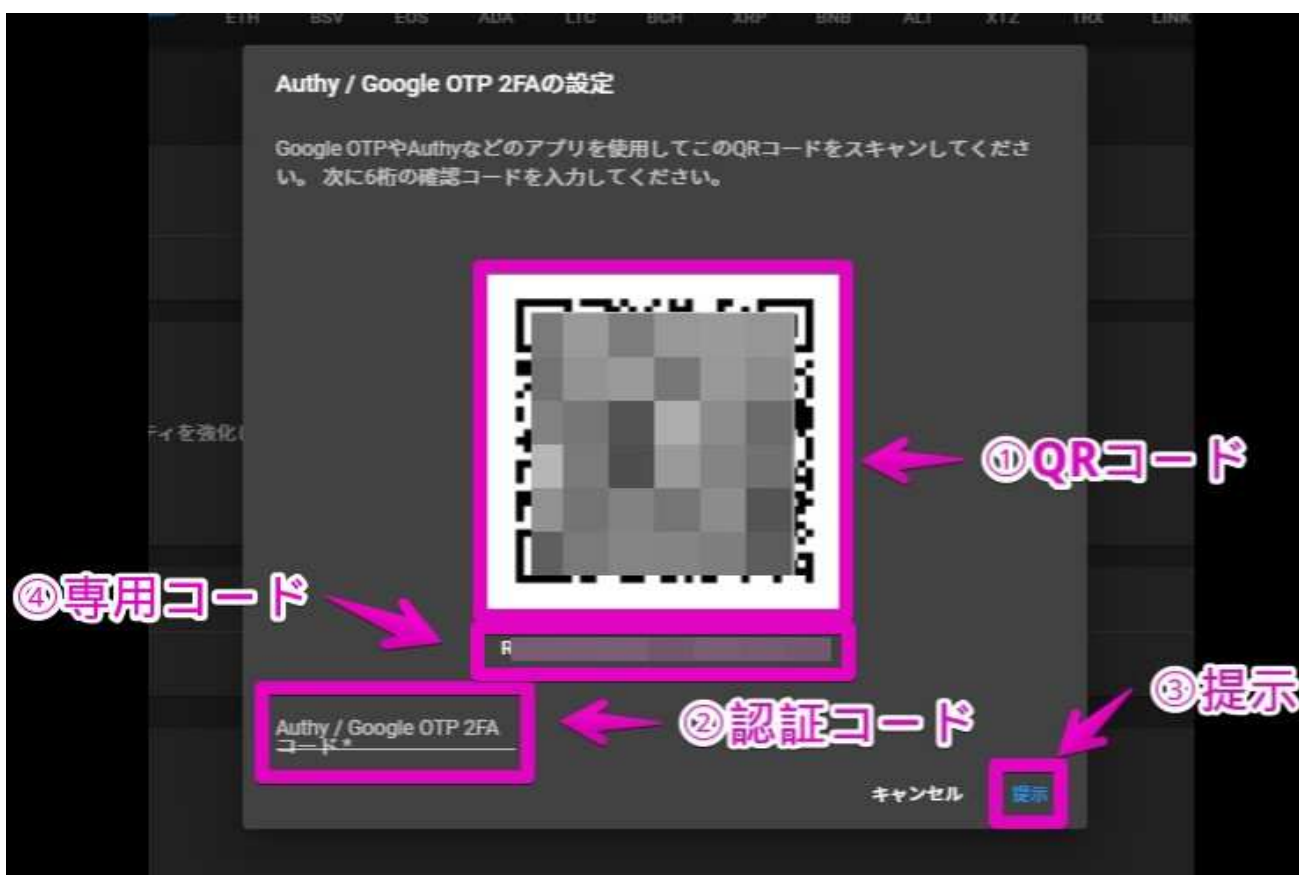 ETH BSV EOS ADA LTC BCH XRP BNB ALT XTZ TRX LINK
Authy / Google OTP 2FAの設定
Google OTPやAuthyなどのアプリを使用してこのQRコードをスキャンしてくださ
い。 次に6桁の確認コードを入力してください。
ティを強化し
①QRコード
④専用コード
R
③提示
②認証コード
Authy / Google OTP 2FA
コード *
キャンセル 提示